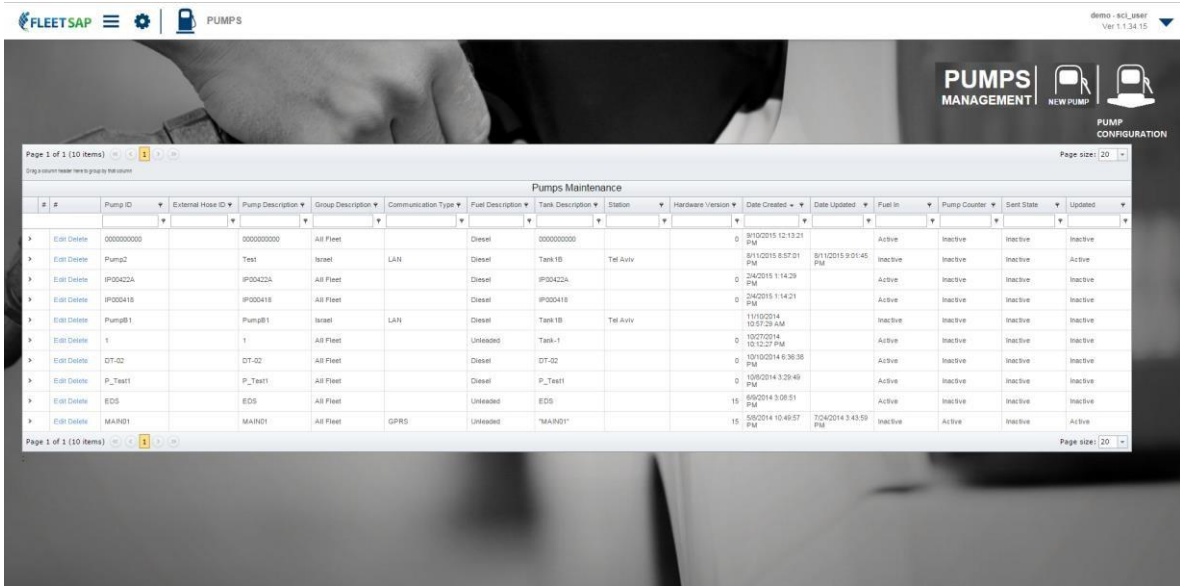 FLEETSAP PUMPS
demo - sci_user
Ver 1.1.34.15
PUMPS
MANAGEMENT
NEW PUMP
PUMP
CONFIGURATION
Page 1 of 1 (10 items) 1 Page size: 20
Drag a column header here to group by that column
Pumps Maintenance
# # Pump ID External Hose ID Pump Description Group Description Communication Type Fuel Description Tank Description Station Hardware Version Date Created Date Updated Fuel In Pump Counter Sent State Updated
Edit Delete 0000000000 0000000000 All Fleet Diesel 0000000000 0 9/10/2015 12:13:21 PM Active Inactive Inactive Inactive
Edit Delete Pump2 Test Israel LAN Diesel Tank1B Tel Aviv 8/11/2015 8:57:01 PM 8/11/2015 9:01:45 PM Inactive Inactive Inactive Active
Edit Delete IP00422A IP00422A All Fleet Diesel IP00422A 0 2/4/2015 1:14:29 PM Active Inactive Inactive Inactive
Edit Delete IP000418 IP000418 All Fleet Diesel IP000418 0 2/4/2015 1:14:21 PM Active Inactive Inactive Inactive
Edit Delete PumpB1 PumpB1 Israel LAN Diesel Tank1B Tel Aviv 11/10/2014 10:57:29 AM Inactive Inactive Inactive Inactive
Edit Delete 1 1 All Fleet Unleaded Tank-1 0 10/27/2014 10:12:27 PM Active Inactive Inactive Inactive
Edit Delete DT-02 DT-02 All Fleet Diesel DT-02 0 10/10/2014 6:36:38 PM Active Inactive Inactive Inactive
Edit Delete P_Test1 P_Test1 All Fleet Diesel P_Test1 0 10/8/2014 3:29:49 PM Active Inactive Inactive Inactive
Edit Delete EDS EDS All Fleet Unleaded EDS 15 6/9/2014 3:08:51 PM Active Inactive Inactive Inactive
Edit Delete MAIN01 MAIN01 All Fleet GPRS Unleaded "MAIN01" 15 5/8/2014 10:49:57 PM 7/24/2014 3:43:59 PM Inactive Active Inactive Active
Page 1 of 1 (10 items) 1 Page size: 20